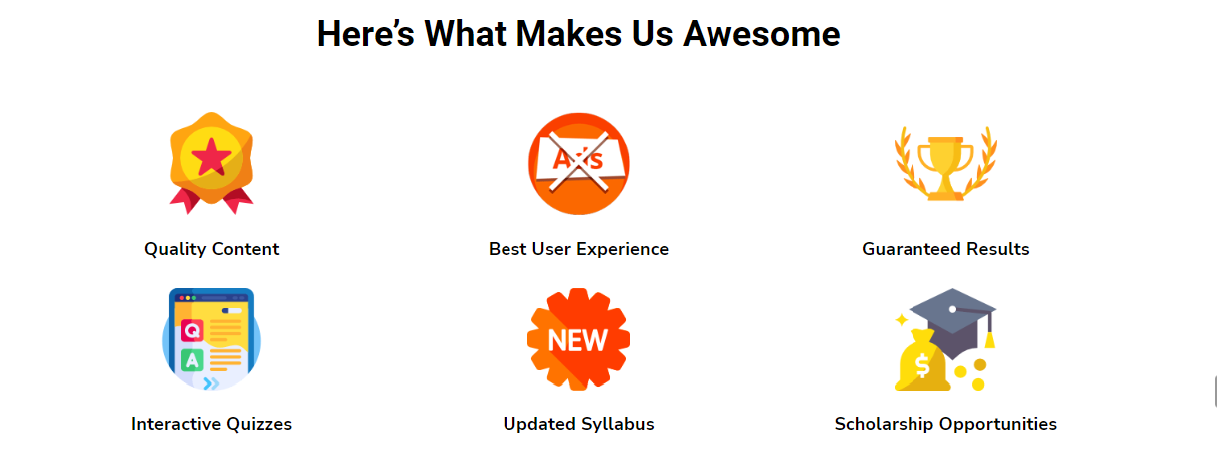 Here's What Makes Us Awesome
Ads
Quality Content
Best User Experience
Guaranteed Results
Q
A
NEW
$
Interactive Quizzes
Updated Syllabus
Scholarship Opportunities